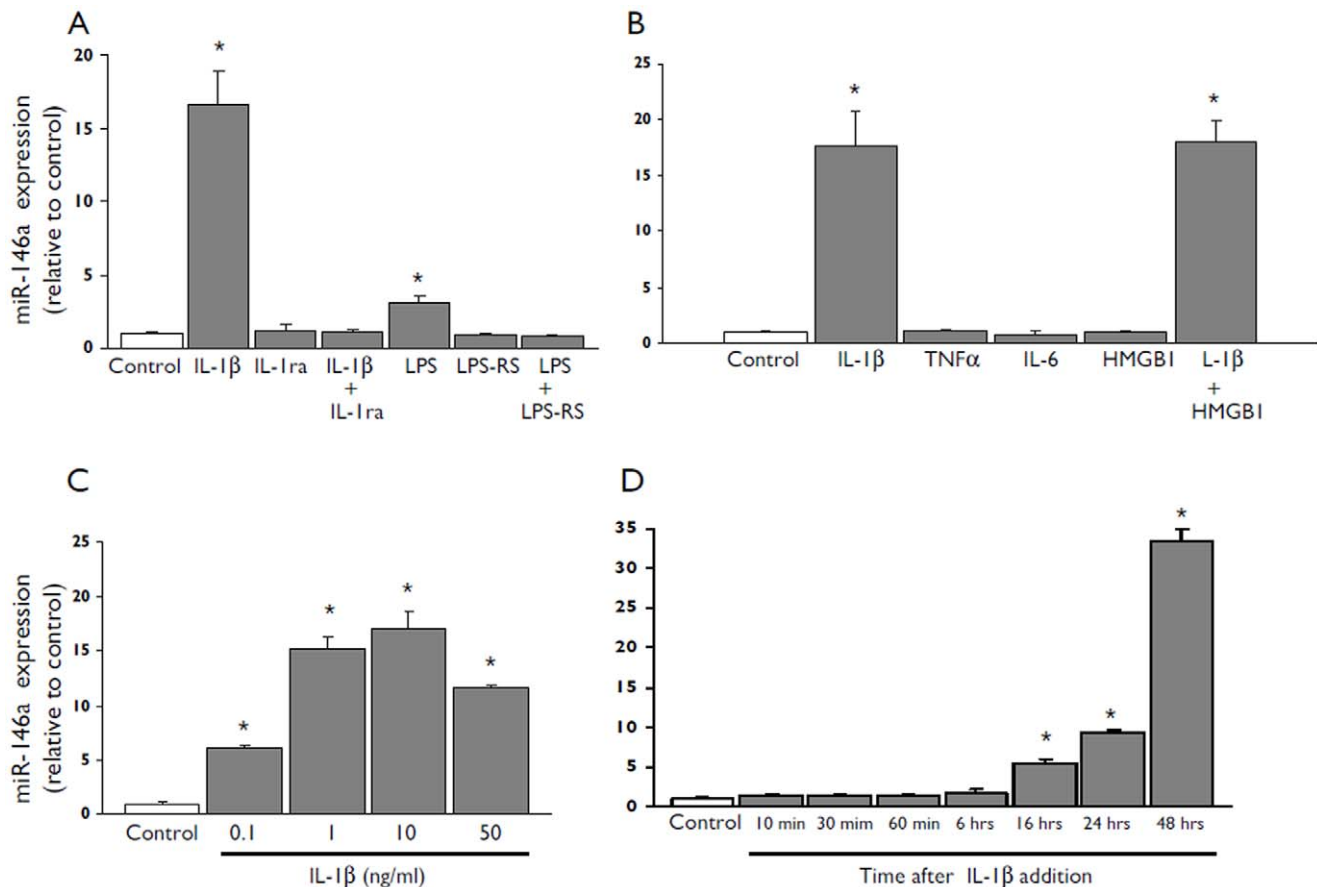 A
miR-146a expression
(relative to control)
20
15
10
5
0
*
*
Control IL-1β IL-1ra IL-1β LPS LPS-RS LPS
+ +
IL-1ra LPS-RS
B
25
20
15
10
5
0
*
*
Control IL-1β TNFα IL-6 HMGB1 L-1β
+
HMGB1
C
miR-146a expression
(relative to control)
25
20
15
10
5
0
*
*
*
*
Control 0.1 1 10 50
IL-1β (ng/ml)
D
35
30
25
20
15
10
5
0
*
*
*
Control 10 min 30 mim 60 min 6 hrs 16 hrs 24 hrs 48 hrs
Time after IL-1β addition